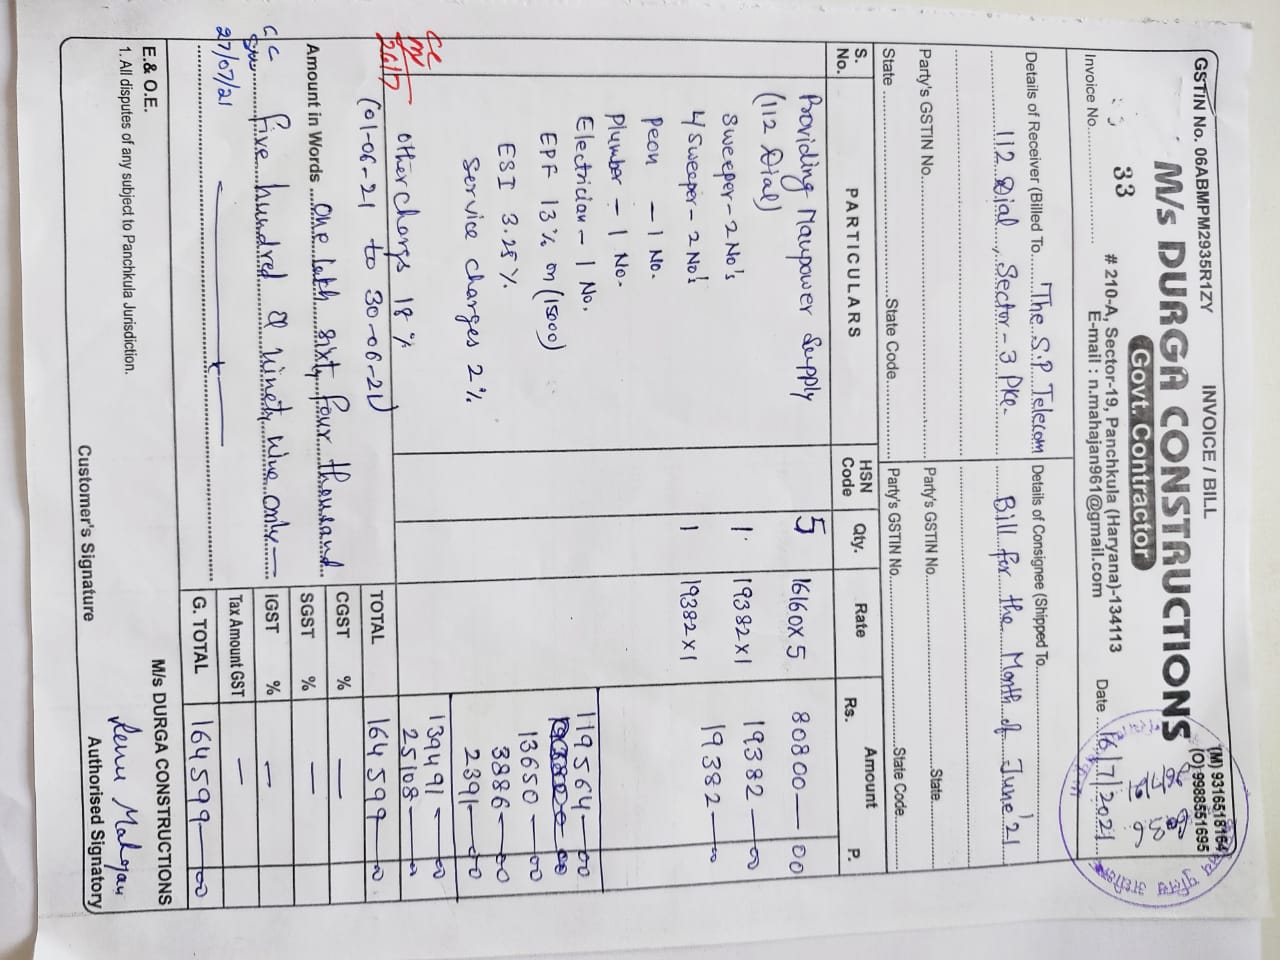 GSTIN No. 06ABMPM2935R1ZY
INVOICE / BILL
(M) 9316518164
(O) 9988551695
M/s DURGA CONSTRUCTIONS
Govt. Contractor
# 210-A, Sector-19, Panchkula (Haryana)-134113
E-mail : n.mahajan961@gmail.com
Invoice No. 33
Date 16/7/2021
26/7/21
Details of Receiver (Billed To The S.P Telecom
112 Dial, Sector-3 Pkl.
Details of Consignee (Shipped To
Bill for the Month of June'21
Party's GSTIN No.
State
State Code
Party's GSTIN No.
State
Party's GSTIN No.
State Code
S. No. PARTICULARS HSN Code Qty. Rate Amount Rs. P.
Providing Manpower Supply 5 16160x5 80800—00
(112 Dial) 19382—00
Sweeper-2 No's 1 19382x1 19382—00
4 Sweeper-2 No's 1 19382x1
Peon —1 No.
Plumber — 1 No.
Electrician— 1 No. 119564—00
EPF 13% on (15000) 13650—00
ESI 3.25%. 3886—00
Service charges 2% 2391—00
139491—00
Other chargs 18% 25108—00
(01-06-21 to 30-06-21)
26/7
TOTAL 164599—00
CGST % —
SGST % —
IGST % —
Tax Amount GST —
G. TOTAL 164599—00
Amount in Words One lakh sixty four thousand
five hundred & ninety nine only—
c/c
27/07/21
E.& O.E.
1. All disputes of any subject to Panchkula Jurisdiction.
M/s DURGA CONSTRUCTIONS
Renu Mahajan
Customer's Signature
Authorised Signatory